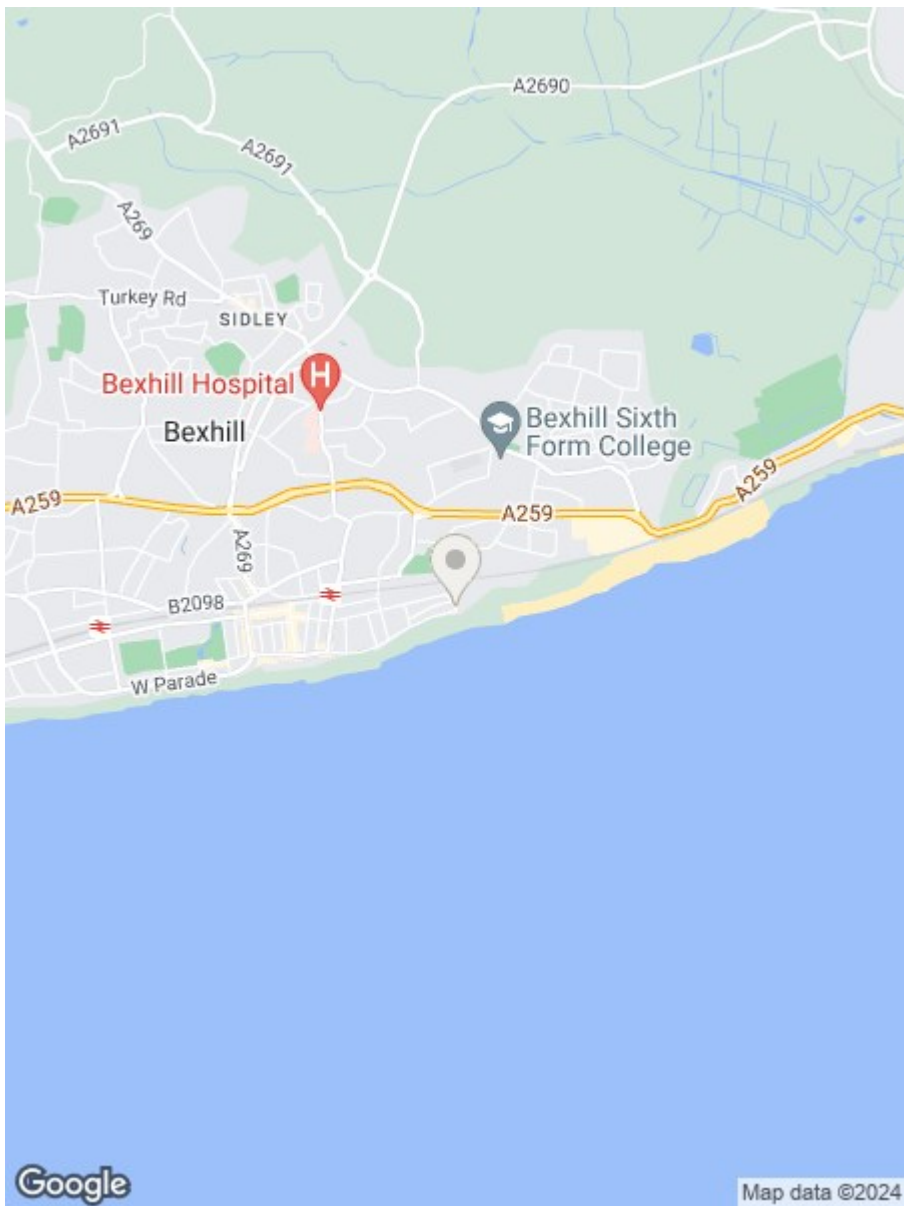 A2690
A2691
A2691
A269
Turkey Rd
SIDLEY
Bexhill Hospital
H
Bexhill
Bexhill Sixth
Form College
A259
A259
A259
A269
B2098
W Parade
Google
Map data ©2024